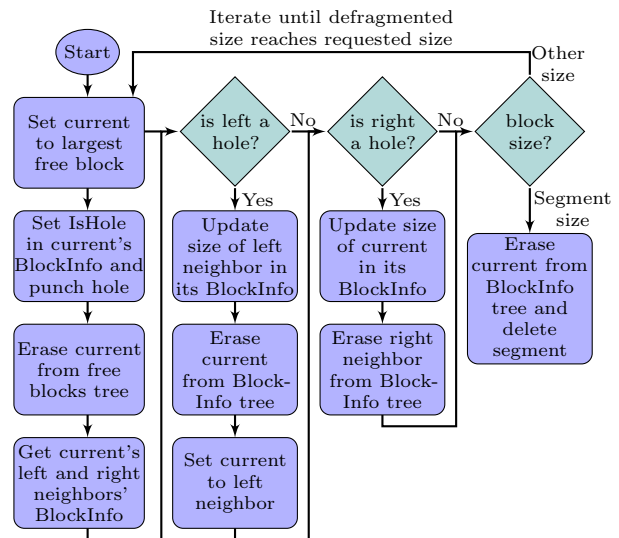 Iterate until defragmented
size reaches requested size
Start
Other
size
Set current
to largest
free block
is left a
hole?
No
is right
a hole?
No
block
size?
Yes
Yes
Segment
size
Set IsHole
in current's
BlockInfo and
punch hole
Update
size of left
neighbor in
its BlockInfo
Update size
of current
in its
BlockInfo
Erase
current from
BlockInfo
tree and
delete
segment
Erase current
from free
blocks tree
Erase
current
from Block-
Info tree
Erase right
neighbor
from Block-
Info tree
Get current's
left and right
neighbors'
BlockInfo
Set current
to left
neighbor